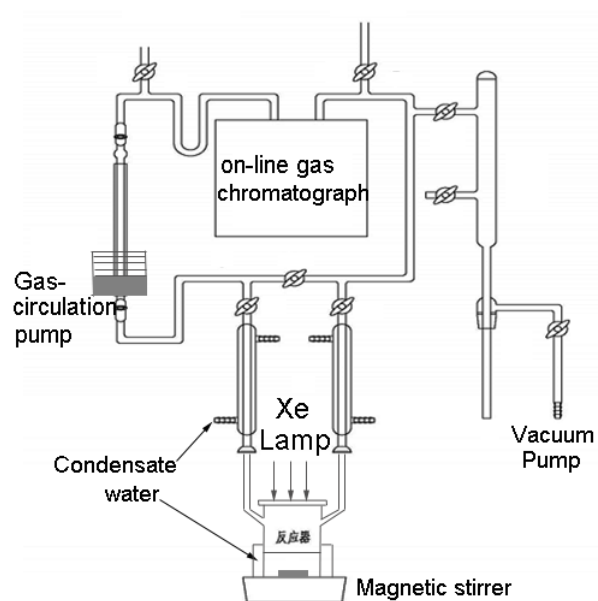 on-line gas
chromatograph
Gas-
circulation
pump
Xe
Lamp
Vacuum
Pump
Condensate
water
反应器
Magnetic stirrer